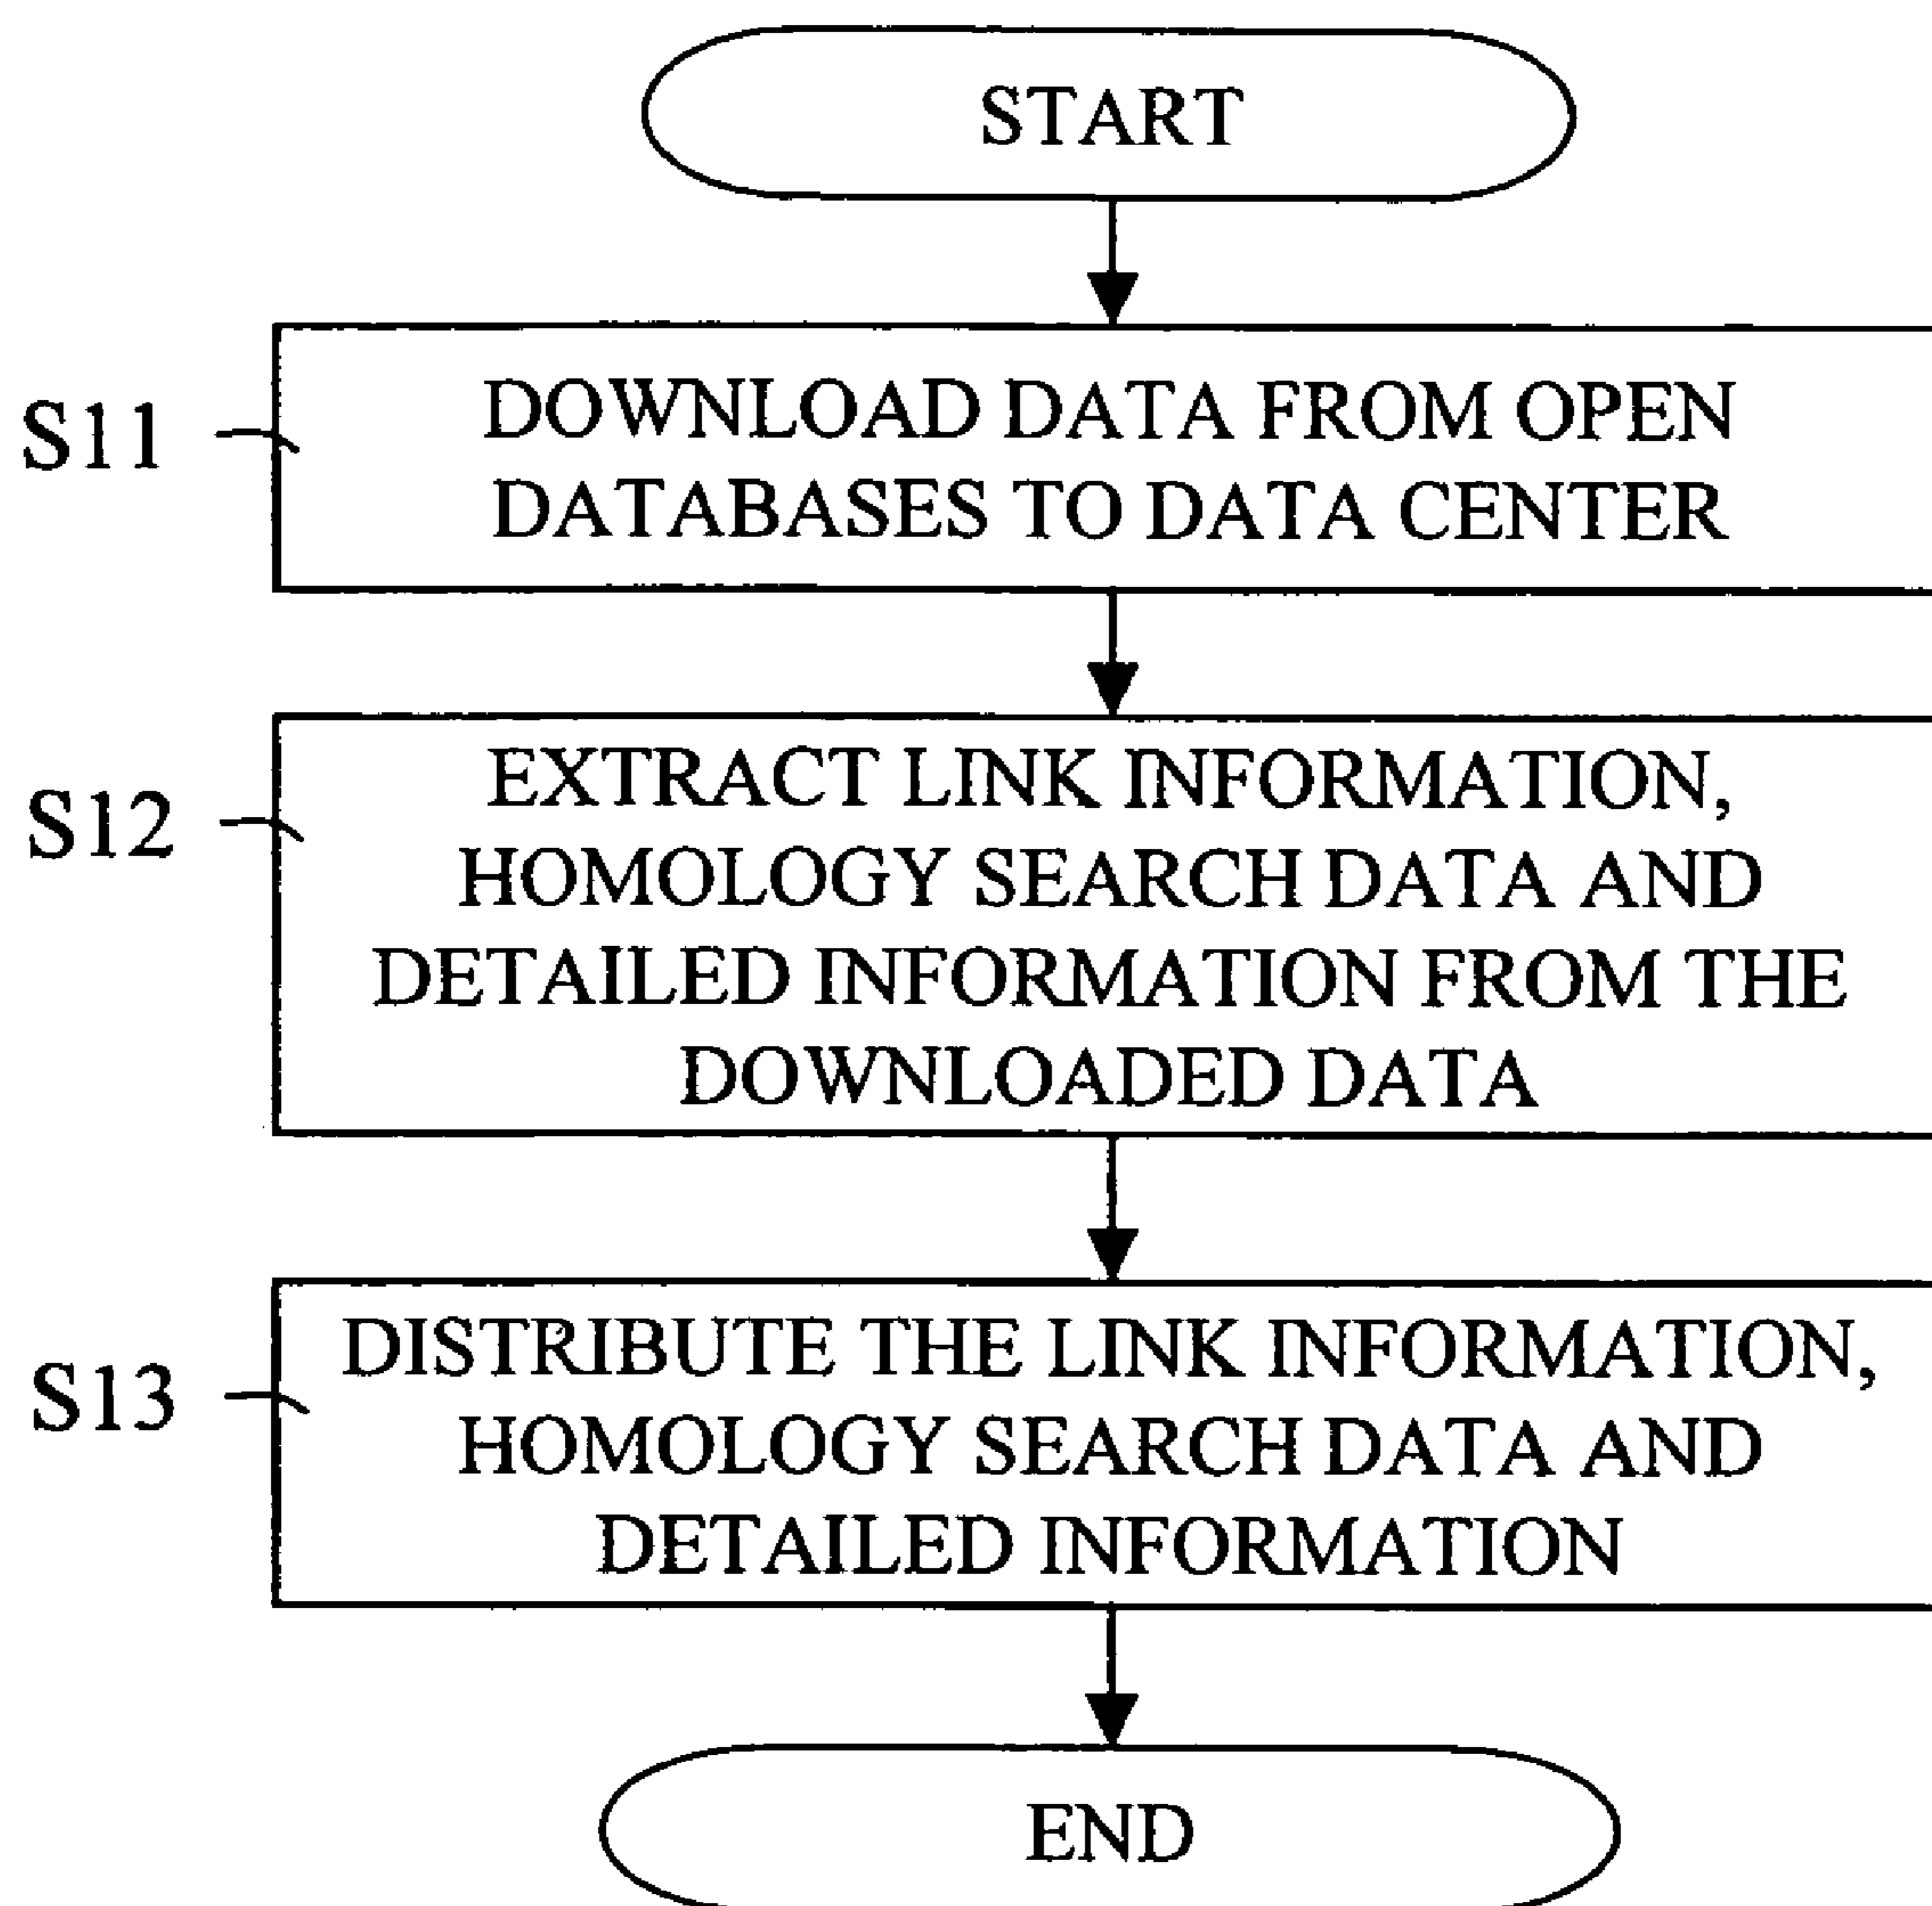 START
S11
DOWNLOAD DATA FROM OPEN
DATABASES TO DATA CENTER
S12
EXTRACT LINK INFORMATION,
HOMOLOGY SEARCH DATA AND
DETAILED INFORMATION FROM THE
DOWNLOADED DATA
S13
DISTRIBUTE THE LINK INFORMATION,
HOMOLOGY SEARCH DATA AND
DETAILED INFORMATION
END